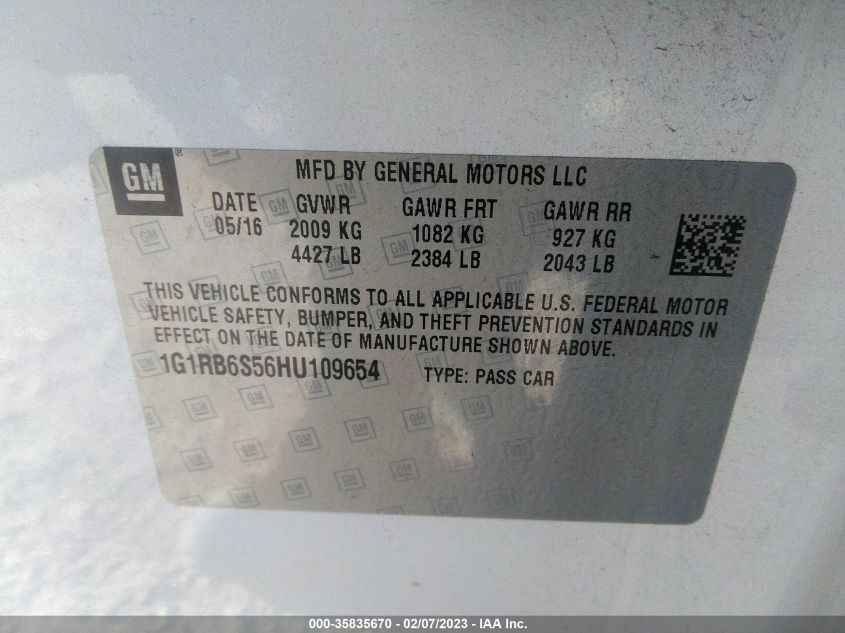 GM
MFD BY GENERAL MOTORS LLC
DATE GVWR GAWR FRT GAWR RR
05/16 2009 KG 1082 KG 927 KG
4427 LB 2384 LB 2043 LB
THIS VEHICLE CONFORMS TO ALL APPLICABLE U.S. FEDERAL MOTOR
VEHICLE SAFETY, BUMPER, AND THEFT PREVENTION STANDARDS IN
EFFECT ON THE DATE OF MANUFACTURE SHOWN ABOVE.
1G1RB6S56HU109654 TYPE: PASS CAR
000-35835670 - 02/07/2023 - IAA Inc.